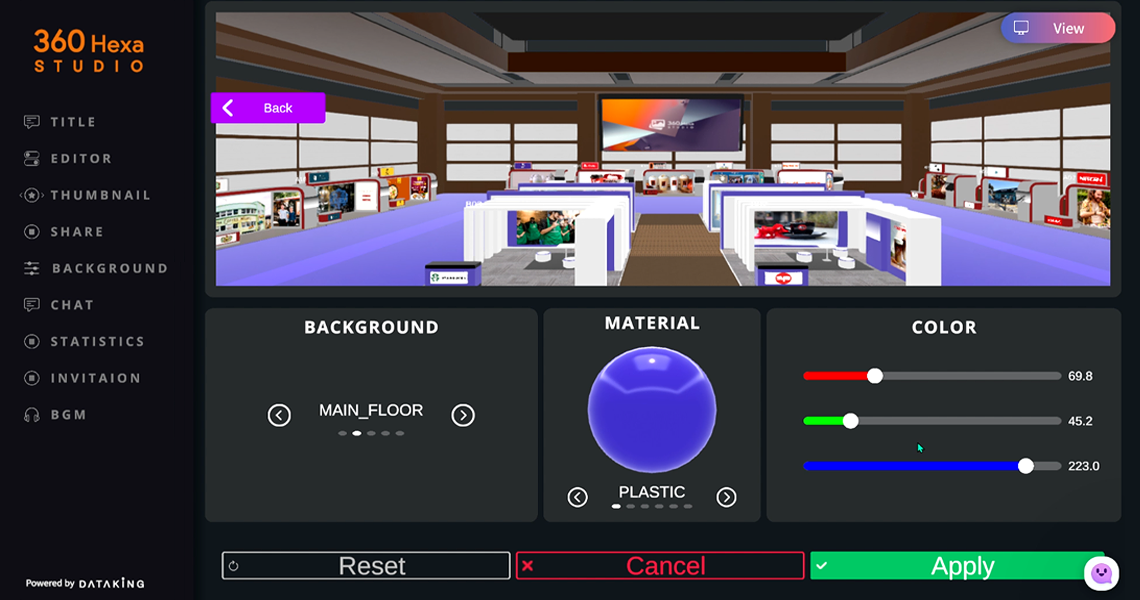 360 Hexa
STUDIO
View
Back
TITLE
EDITOR
THUMBNAIL
SHARE
BACKGROUND
CHAT
STATISTICS
INVITAION
BGM
BACKGROUND
MAIN_FLOOR
MATERIAL
PLASTIC
COLOR
69.8
45.2
223.0
Reset
Cancel
Apply
Powered by DATAKING